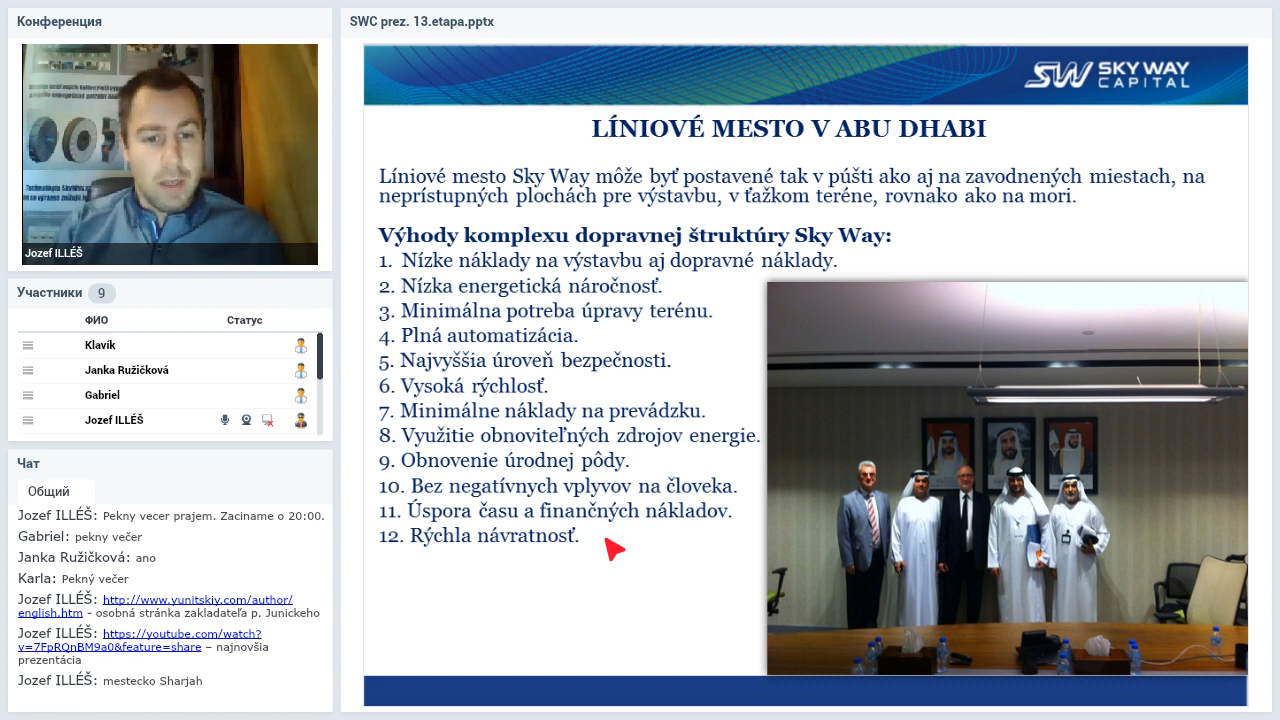 Конференция
Jozef ILLÉŠ
Участники 9
ФИО Статус
Klavík
Janka Ružičková
Gabriel
Jozef ILLÉŠ
Чат
Общий
Jozef ILLÉŠ: Pekny vecer prajem. Zaciname o 20:00.
Gabriel: pekny večer
Janka Ružičková: ano
Karla: Pekný večer
Jozef ILLÉŠ: http://www.yunitskiy.com/author/
english.htm - osobná stránka zakladateľa p. Junickeho
Jozef ILLÉŠ: https://youtube.com/watch?
v=7FpRQnBM9a0&feature=share – najnovšia
prezentácia
Jozef ILLÉŠ: mestecko Sharjah
SWC prez. 13.etapa.pptx
SW SKY WAY
CAPITAL
LÍNIOVÉ MESTO V ABU DHABI
Líniové mesto Sky Way môže byť postavené tak v púšti ako aj na zavodnených miestach, na
neprístupných plochách pre výstavbu, v ťažkom teréne, rovnako ako na mori.
Výhody komplexu dopravnej štruktúry Sky Way:
1. Nízke náklady na výstavbu aj dopravné náklady.
2. Nízka energetická náročnosť.
3. Minimálna potreba úpravy terénu.
4. Plná automatizácia.
5. Najvyššia úroveň bezpečnosti.
6. Vysoká rýchlosť.
7. Minimálne náklady na prevádzku.
8. Využitie obnoviteľných zdrojov energie.
9. Obnovenie úrodnej pôdy.
10. Bez negatívnych vplyvov na človeka.
11. Úspora času a finančných nákladov.
12. Rýchla návratnosť.